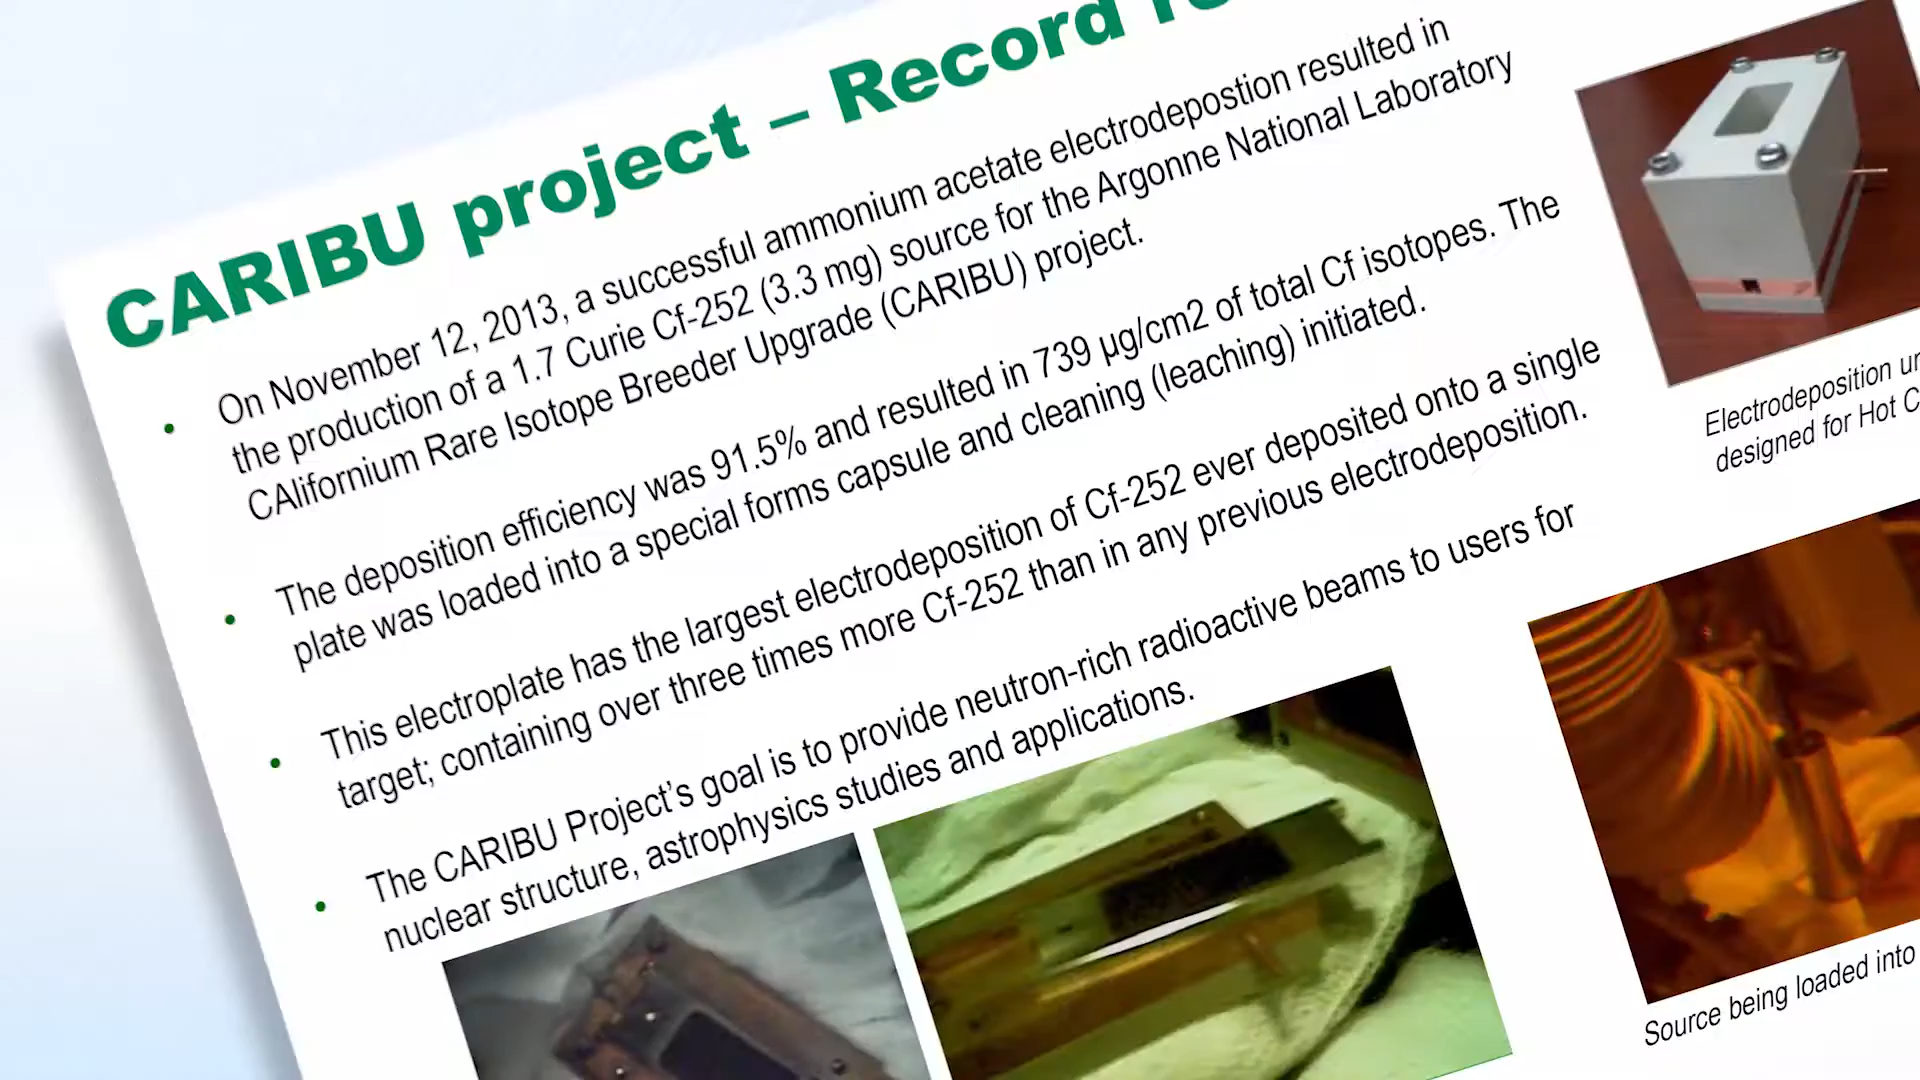 CARIBU project – Record
• On November 12, 2013, a successful ammonium acetate electrodepostion resulted in
the production of a 1.7 Curie Cf-252 (3.3 mg) source for the Argonne National Laboratory
CAlifornium Rare Isotope Breeder Upgrade (CARIBU) project.
• The deposition efficiency was 91.5% and resulted in 739 µg/cm2 of total Cf isotopes. The
plate was loaded into a special forms capsule and cleaning (leaching) initiated.
• This electroplate has the largest electrodeposition of Cf-252 ever deposited onto a single
target; containing over three times more Cf-252 than in any previous electrodeposition.
• The CARIBU Project’s goal is to provide neutron-rich radioactive beams to users for
nuclear structure, astrophysics studies and applications.
Electrodeposition
designed for Hot
Source being loaded into